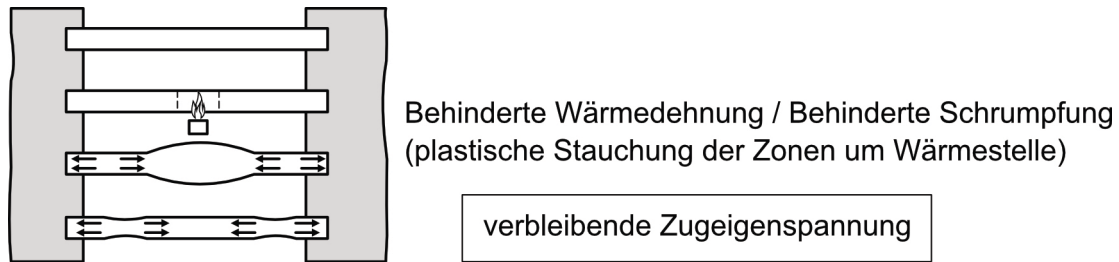 Behinderte Wärmedehnung / Behinderte Schrumpfung
(plastische Stauchung der Zonen um Wärmestelle)
verbleibende Zugeigenspannung